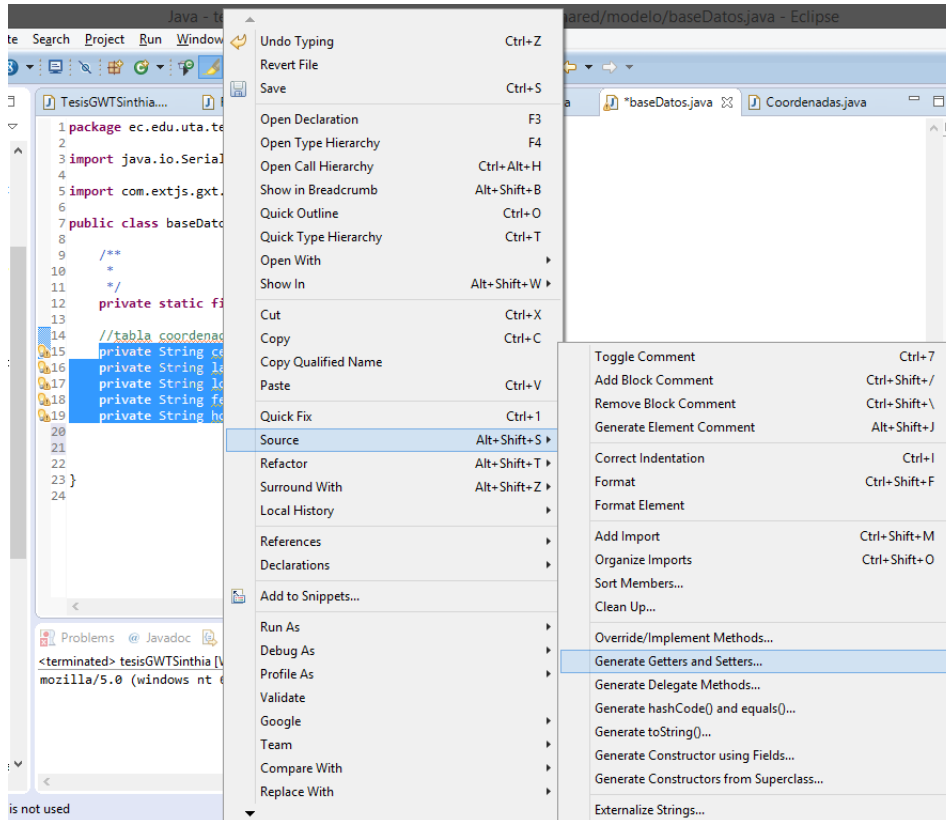 Java - te
ared/modelo/baseDatos.java - Eclipse
te Search Project Run Window
TesisGWTSinthia....
a
*baseDatos.java
Coordenadas.java
1 package ec.edu.uta.te
2
3 import java.io.Serial
4
5 import com.extjs.gxt.
6
7 public class baseDato
8
9 /**
10 *
11 */
12 private static fi
13
14 //tabla coordenad
15 private String ce
16 private String la
17 private String lo
18 private String fe
19 private String ho
20
21
22
23 }
24
Problems @ Javadoc
<terminated> tesisGWTSinthia [W
mozilla/5.0 (windows nt 6
is not used
Undo Typing Ctrl+Z
Revert File
Save Ctrl+S
Open Declaration F3
Open Type Hierarchy F4
Open Call Hierarchy Ctrl+Alt+H
Show in Breadcrumb Alt+Shift+B
Quick Outline Ctrl+O
Quick Type Hierarchy Ctrl+T
Open With
Show In Alt+Shift+W
Cut Ctrl+X
Copy Ctrl+C
Copy Qualified Name
Paste Ctrl+V
Quick Fix Ctrl+1
Source Alt+Shift+S
Refactor Alt+Shift+T
Surround With Alt+Shift+Z
Local History
References
Declarations
Add to Snippets...
Run As
Debug As
Profile As
Validate
Google
Team
Compare With
Replace With
Toggle Comment Ctrl+7
Add Block Comment Ctrl+Shift+/
Remove Block Comment Ctrl+Shift+\
Generate Element Comment Alt+Shift+J
Correct Indentation Ctrl+I
Format Ctrl+Shift+F
Format Element
Add Import Ctrl+Shift+M
Organize Imports Ctrl+Shift+O
Sort Members...
Clean Up...
Override/Implement Methods...
Generate Getters and Setters...
Generate Delegate Methods...
Generate hashCode() and equals()...
Generate toString()...
Generate Constructor using Fields...
Generate Constructors from Superclass...
Externalize Strings...